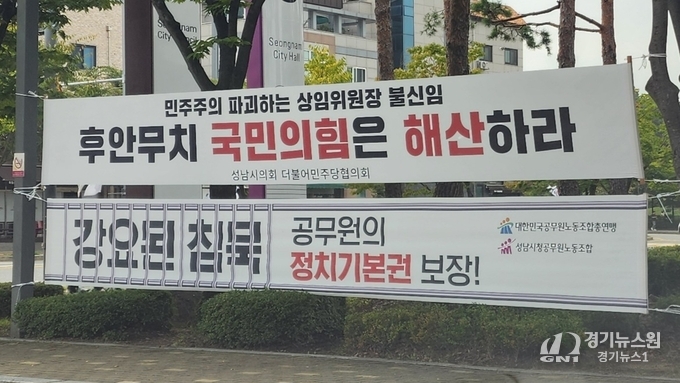 Seongnam
City Council
Seongnam
City Hall
민주주의 파괴하는 상임위원장 불신임
후안무치 국민의힘은 해산하라
성남시의회 더불어민주당협의회
강요된 침묵
공무원의
정치기본권 보장!
대한민국공무원노동조합총연맹
성남시청공무원노동조합
GN1
경기뉴스원
경기뉴스1